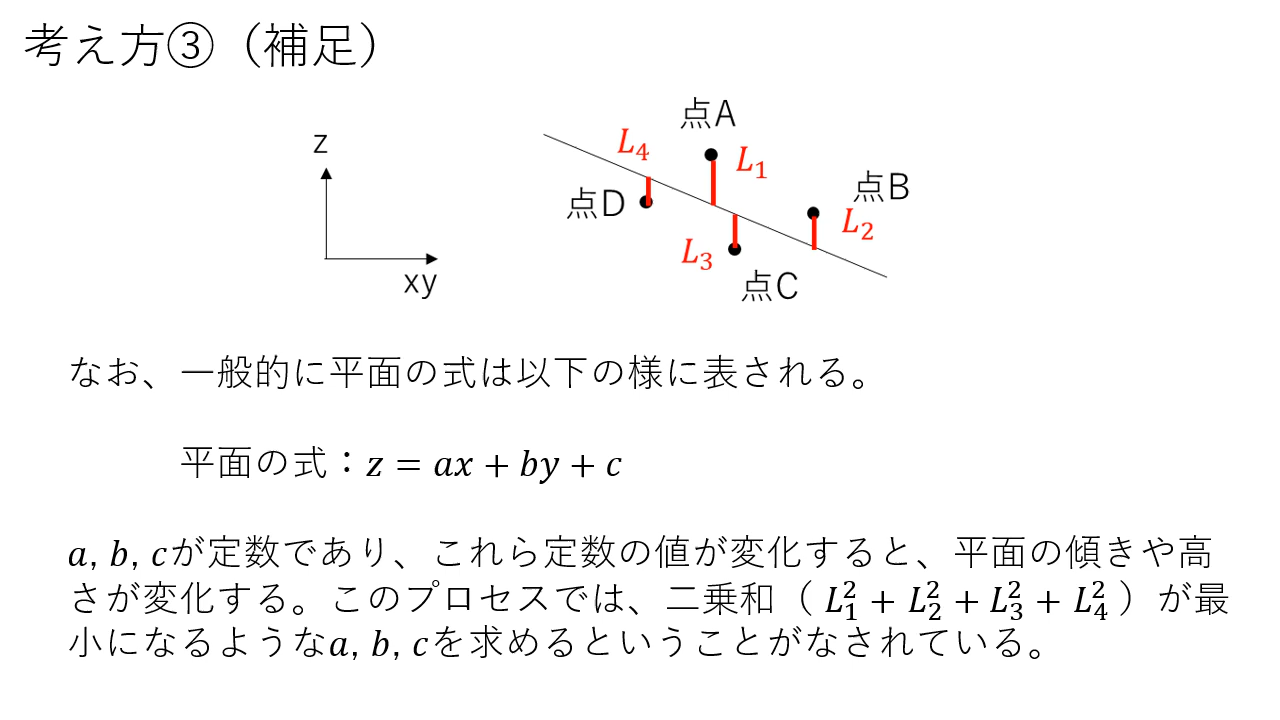 考え方③（補足）
z
xy
点A
L₄
L₁
点D
点B
L₂
L₃
点C
なお、一般的に平面の式は以下の様に表される。
平面の式：z = ax + by + c
a, b, cが定数であり、これら定数の値が変化すると、平面の傾きや高
さが変化する。このプロセスでは、二乗和（ L₁² + L₂² + L₃² + L₄² ）が最
小になるようなa, b, cを求めるということがなされている。